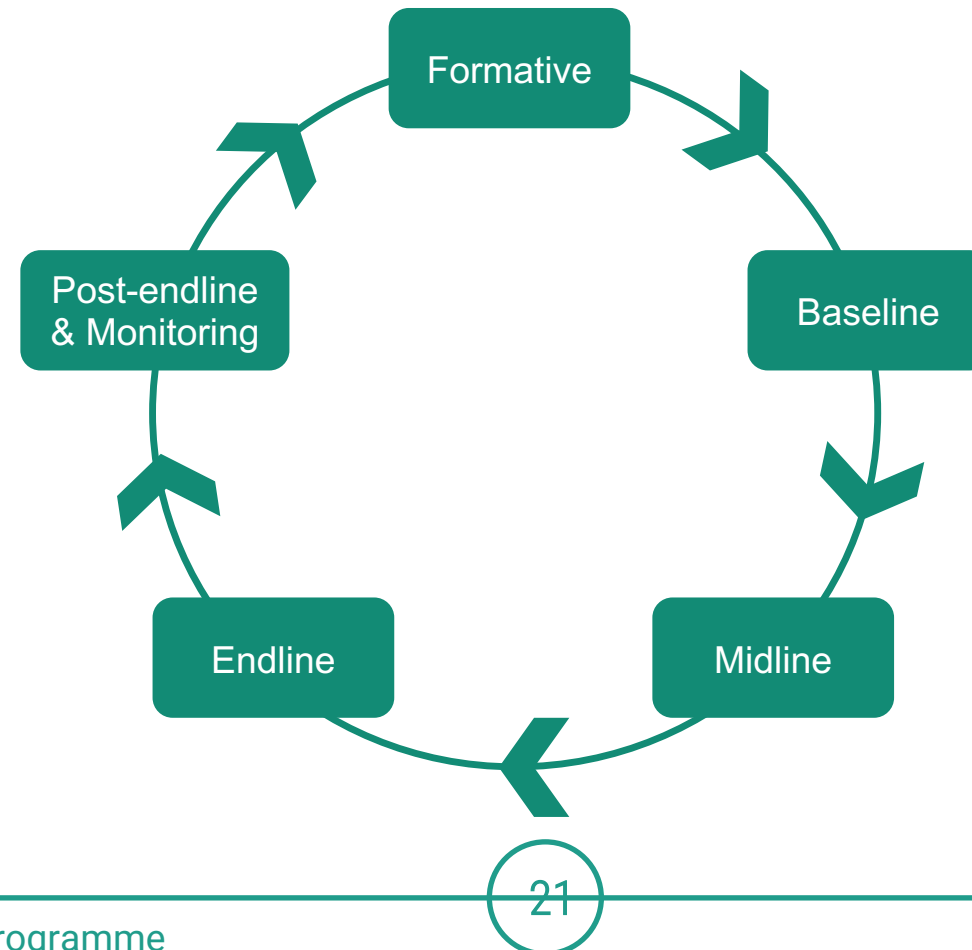 Formative
Baseline
Midline
Endline
Post-endline
& Monitoring
21